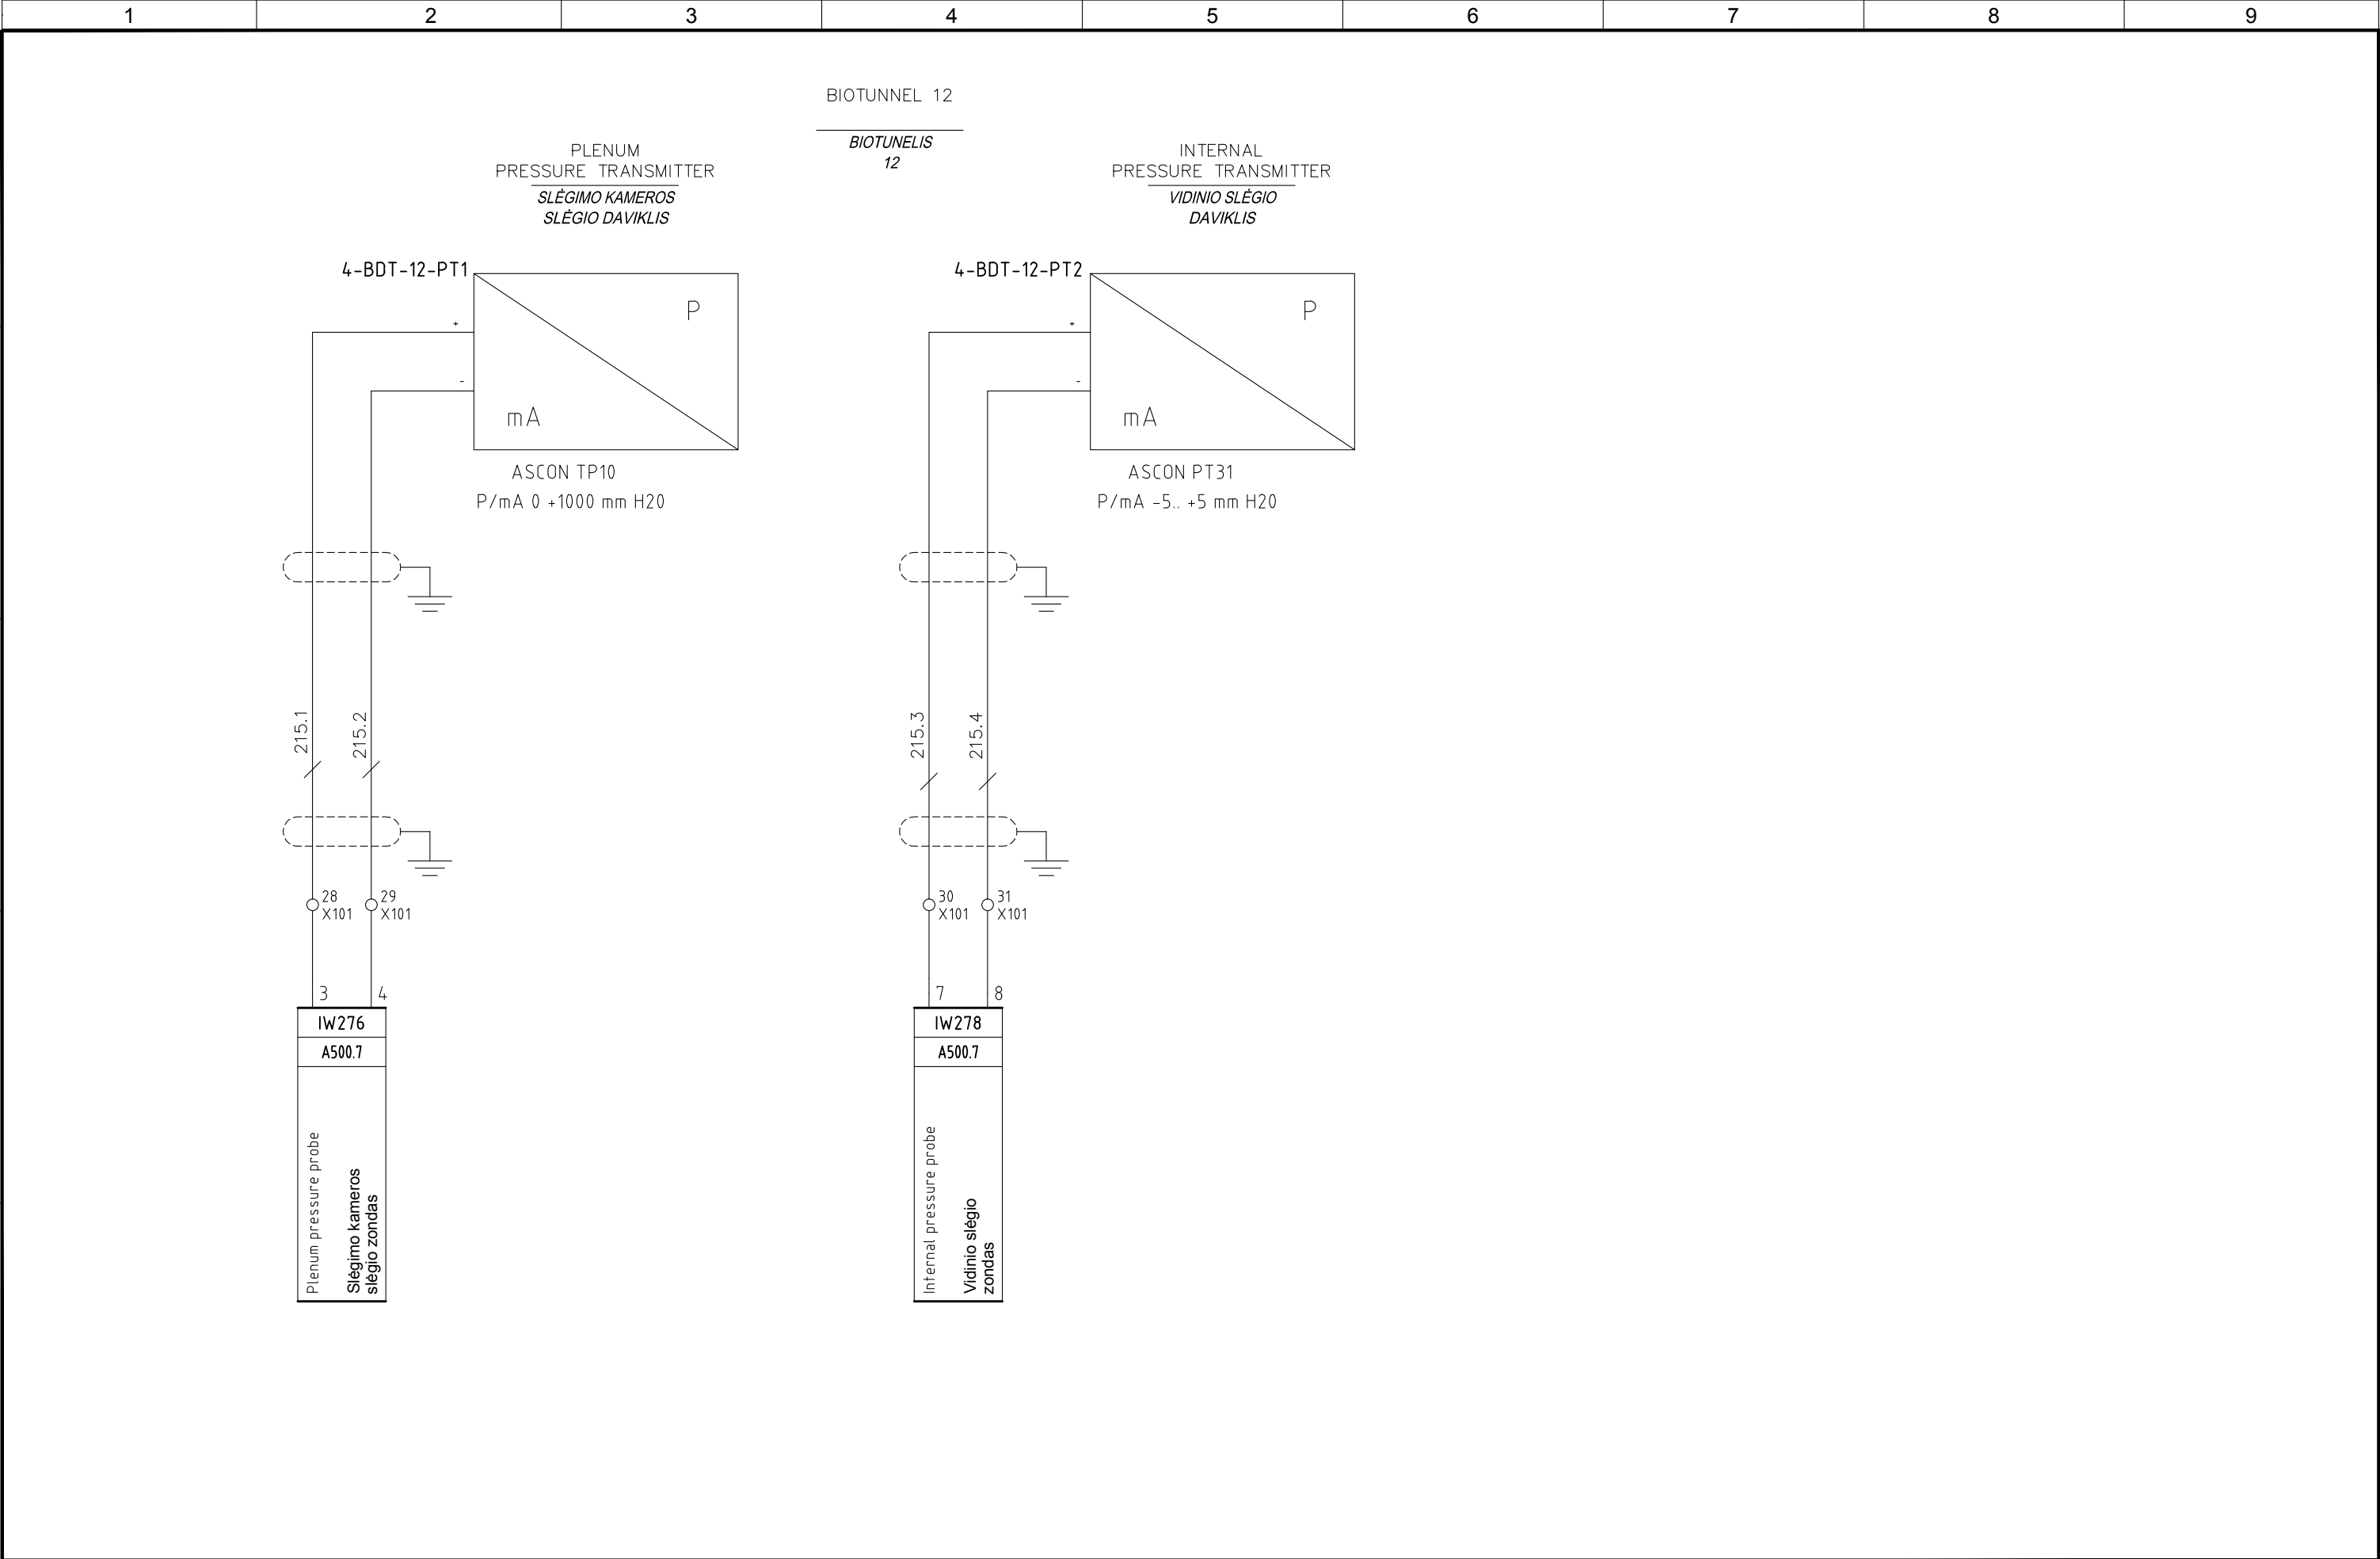 1 2 3 4 5 6 7 8 9
BIOTUNNEL 12
BIOTUNELIS
12
PLENUM
PRESSURE TRANSMITTER
SLĖGIMO KAMEROS
SLĖGIO DAVIKLIS
INTERNAL
PRESSURE TRANSMITTER
VIDINIO SLĖGIO
DAVIKLIS
4-BDT-12-PT1
+
-
P
mA
ASCON TP10
P/mA 0 +1000 mm H20
4-BDT-12-PT2
+
-
P
mA
ASCON PT31
P/mA -5.. +5 mm H20
215.1
215.2
215.3
215.4
28
X101
29
X101
30
X101
31
X101
3 4
IW276
A500.7
Plenum pressure probe
Slėgimo kameros
slėgio zondas
7 8
IW278
A500.7
Internal pressure probe
Vidinio slėgio
zondas